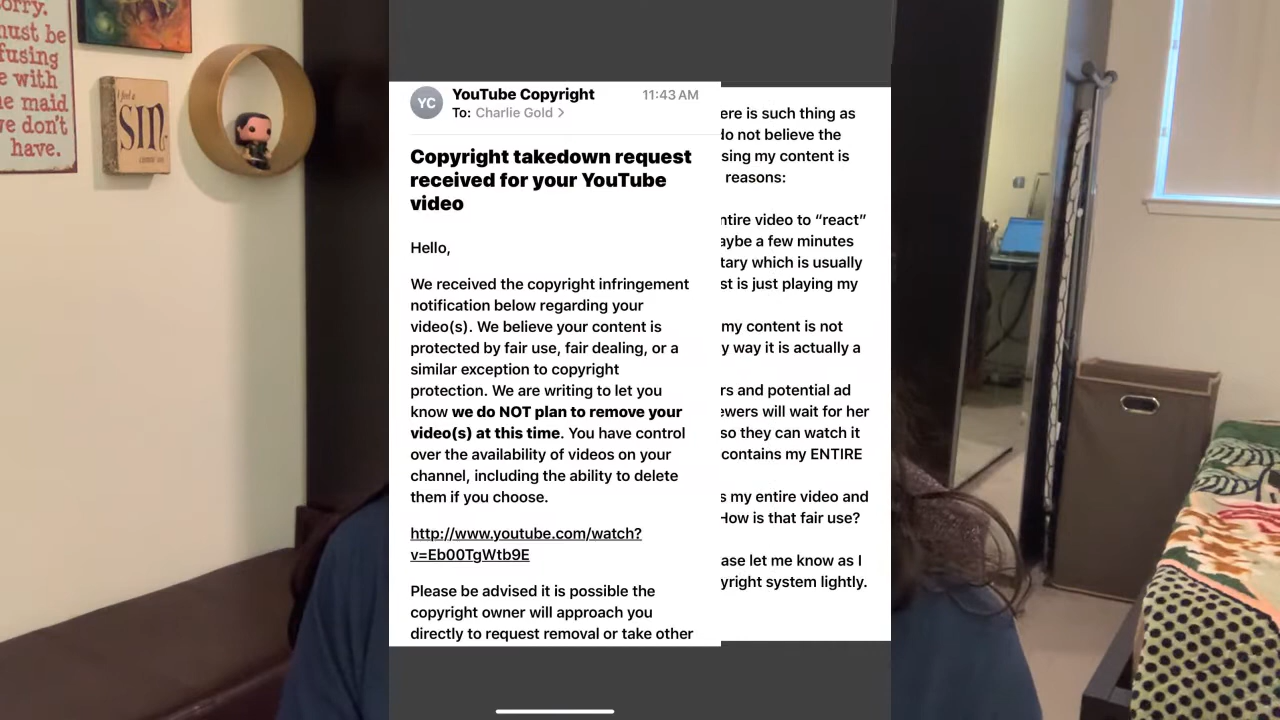 orry.
must be
fusing
e with
e maid
we don't
have.
I feel a
SIN
YC
YouTube Copyright
11:43 AM
To: Charlie Gold >
Copyright takedown request
received for your YouTube
video
Hello,
We received the copyright infringement
notification below regarding your
video(s). We believe your content is
protected by fair use, fair dealing, or a
similar exception to copyright
protection. We are writing to let you
know we do NOT plan to remove your
video(s) at this time. You have control
over the availability of videos on your
channel, including the ability to delete
them if you choose.
http://www.youtube.com/watch?
v=Eb00TgWtb9E
Please be advised it is possible the
copyright owner will approach you
directly to request removal or take other
ere is such thing as
do not believe the
sing my content is
reasons:
ntire video to “react”
aybe a few minutes
tary which is usually
st is just playing my
my content is not
y way it is actually a
rs and potential ad
ewers will wait for her
so they can watch it
contains my ENTIRE
s my entire video and
How is that fair use?
ase let me know as I
yright system lightly.